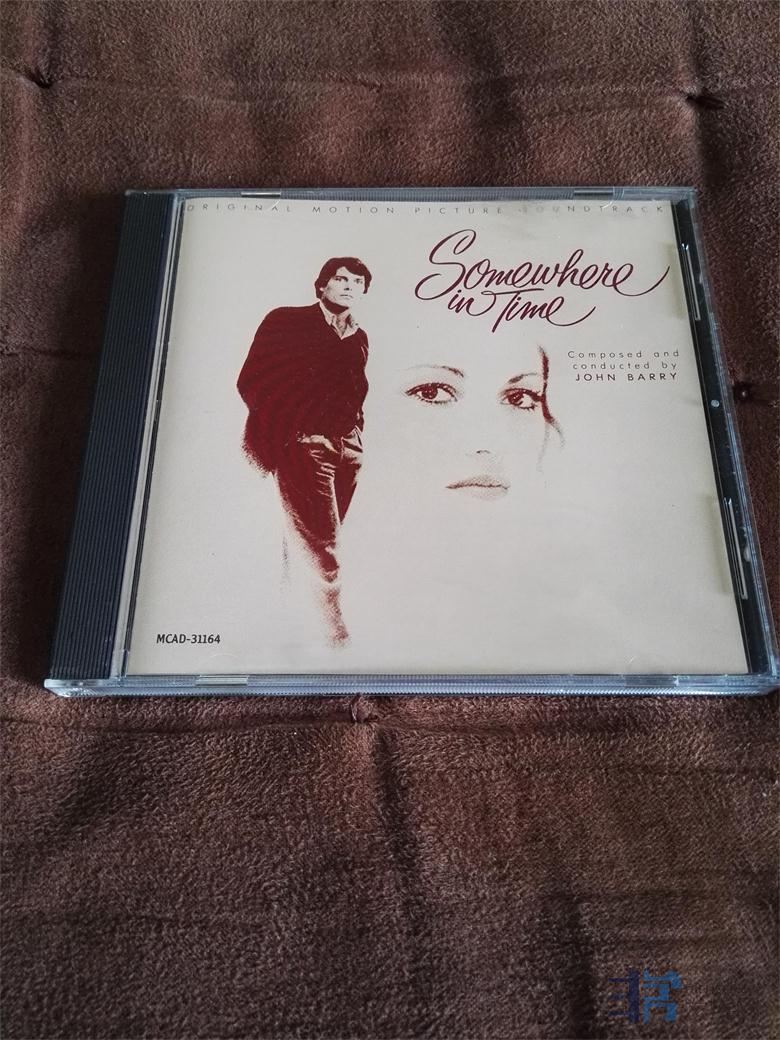 ORIGINAL MOTION PICTURE SOUNDTRACK
Somewhere
in Time
Composed and
conducted by
JOHN BARRY
MCAD-31164